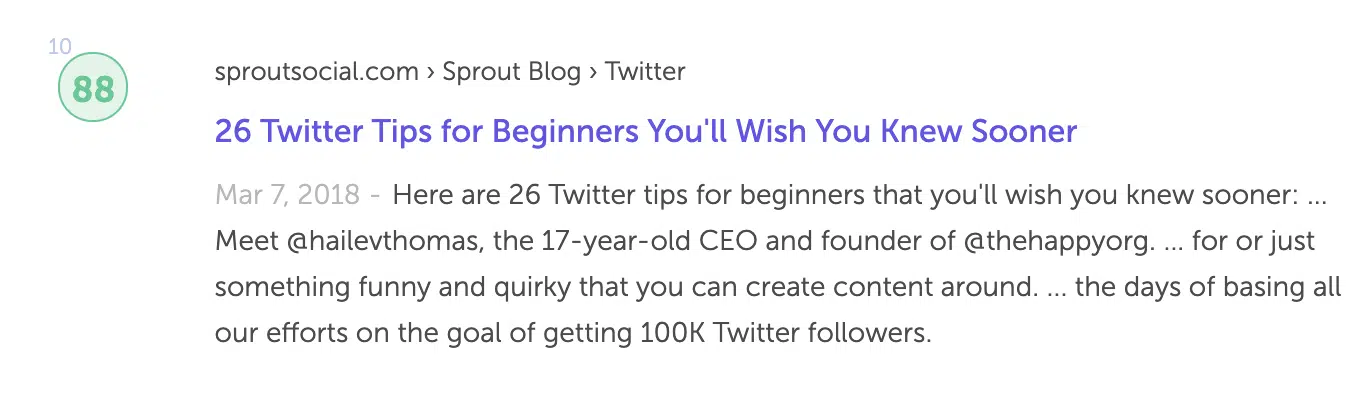 10
88
sproutsocial.com › Sprout Blog › Twitter
26 Twitter Tips for Beginners You'll Wish You Knew Sooner
Mar 7, 2018 - Here are 26 Twitter tips for beginners that you'll wish you knew sooner: ...
Meet @hailevthomas, the 17-year-old CEO and founder of @thehappyorg. ... for or just
something funny and quirky that you can create content around. ... the days of basing all
our efforts on the goal of getting 100K Twitter followers.